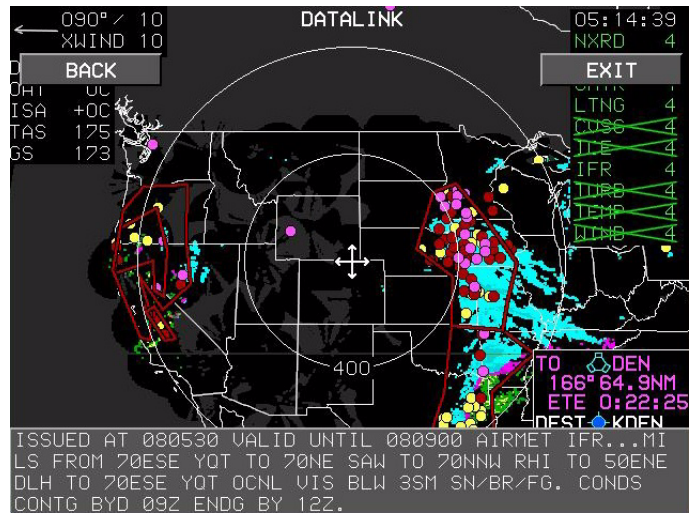 090°/ 10
XWIND 10
DATALINK
05:14:39
NXRD 4
BACK
EXIT
ISA +0C
LTNG 4
TAS 175
CWSG 4
GS 173
ICE 4
IFR 4
TURB 4
TEMP 4
WIND 4
400
TO DEN
166° 64.9NM
ETE 0:22:25
DEST KDEN
ISSUED AT 080530 VALID UNTIL 080900 AIRMET IFR...MI
LS FROM 70ESE YQT TO 70NE SAW TO 70NNW RHI TO 50ENE
DLH TO 70ESE YQT OCNL VIS BLW 3SM SN/BR/FG. CONDS
CONTG BYD 09Z ENDG BY 12Z.